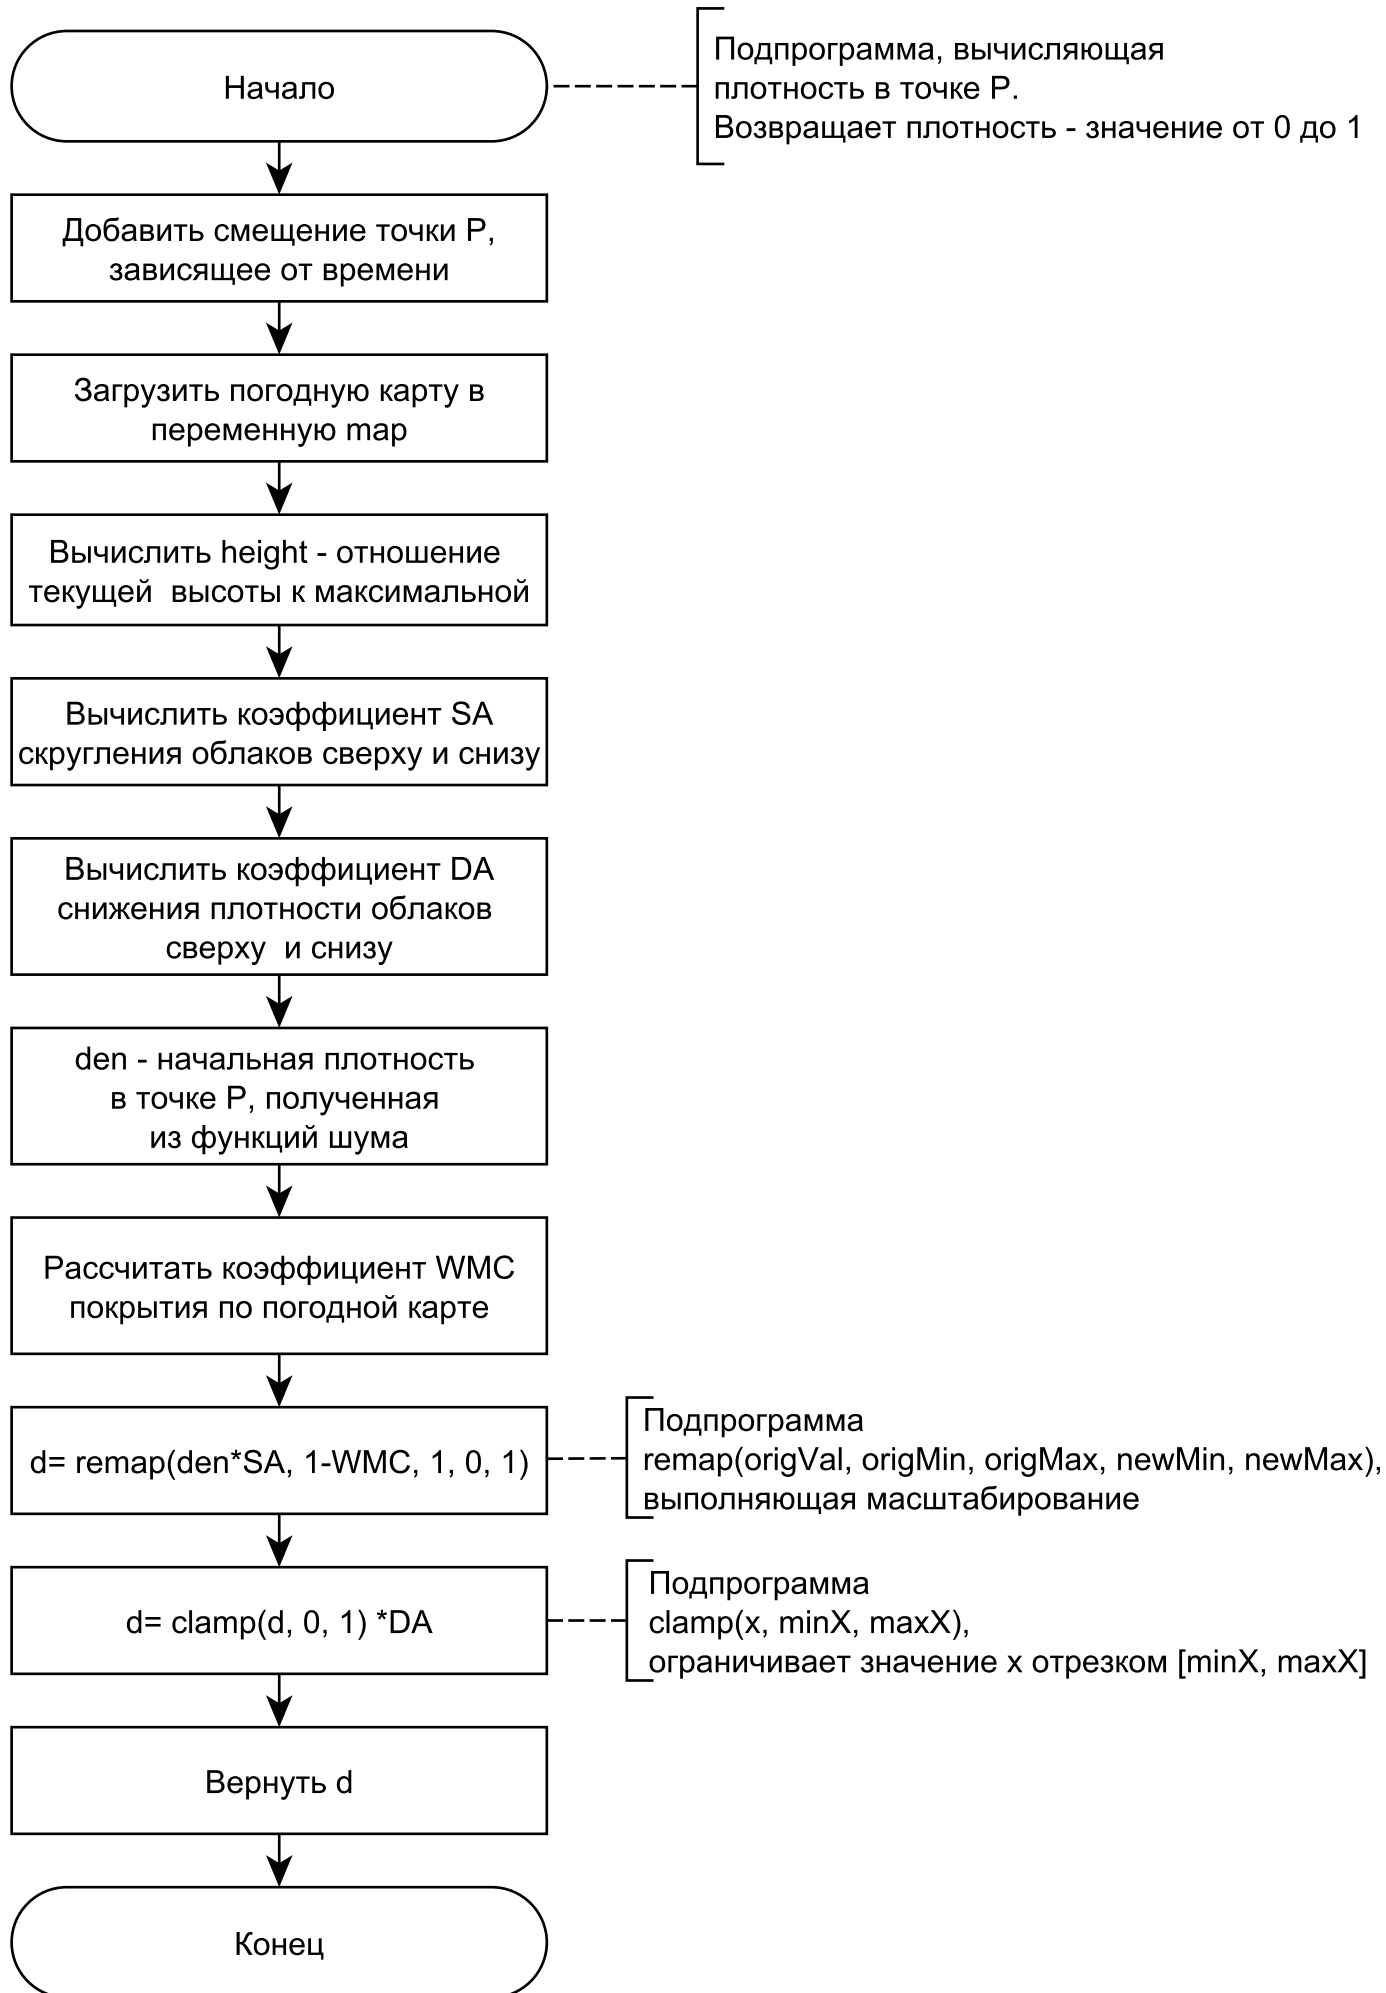 Начало
Подпрограмма, вычисляющая
плотность в точке P.
Возвращает плотность - значение от 0 до 1
Добавить смещение точки P,
зависящее от времени
Загрузить погодную карту в
переменную map
Вычислить height - отношение
текущей  высоты к максимальной
Вычислить коэффициент SA
скругления облаков сверху и снизу
Вычислить коэффициент DA
снижения плотности облаков
сверху  и снизу
den - начальная плотность
в точке P, полученная
из функций шума
Рассчитать коэффициент WMC
покрытия по погодной карте
d= remap(den*SA, 1-WMC, 1, 0, 1)
Подпрограмма
remap(origVal, origMin, origMax, newMin, newMax),
выполняющая масштабирование
d= clamp(d, 0, 1) *DA
Подпрограмма
clamp(x, minX, maxX),
ограничивает значение x отрезком [minX, maxX]
Вернуть d
Конец